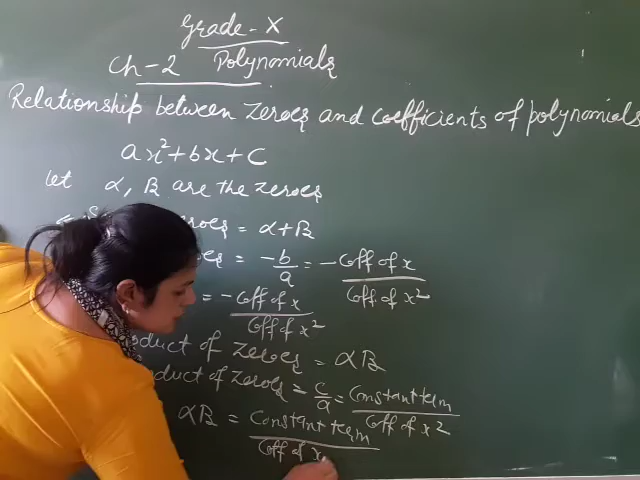 Grade - X
Ch-2 Polynomials
Relationship between zeroes and coefficients of polynomials
ax²+bx+c
let α, β are the zeroes
zeroes = α+β
= -b/a = - Coff of x / Coff of x²
= - Coff of x / Coff of x²
oduct of zeroes = αβ
duct of zeroes = c/a = Constant term / Coff of x²
αβ = Constant term / Coff of x